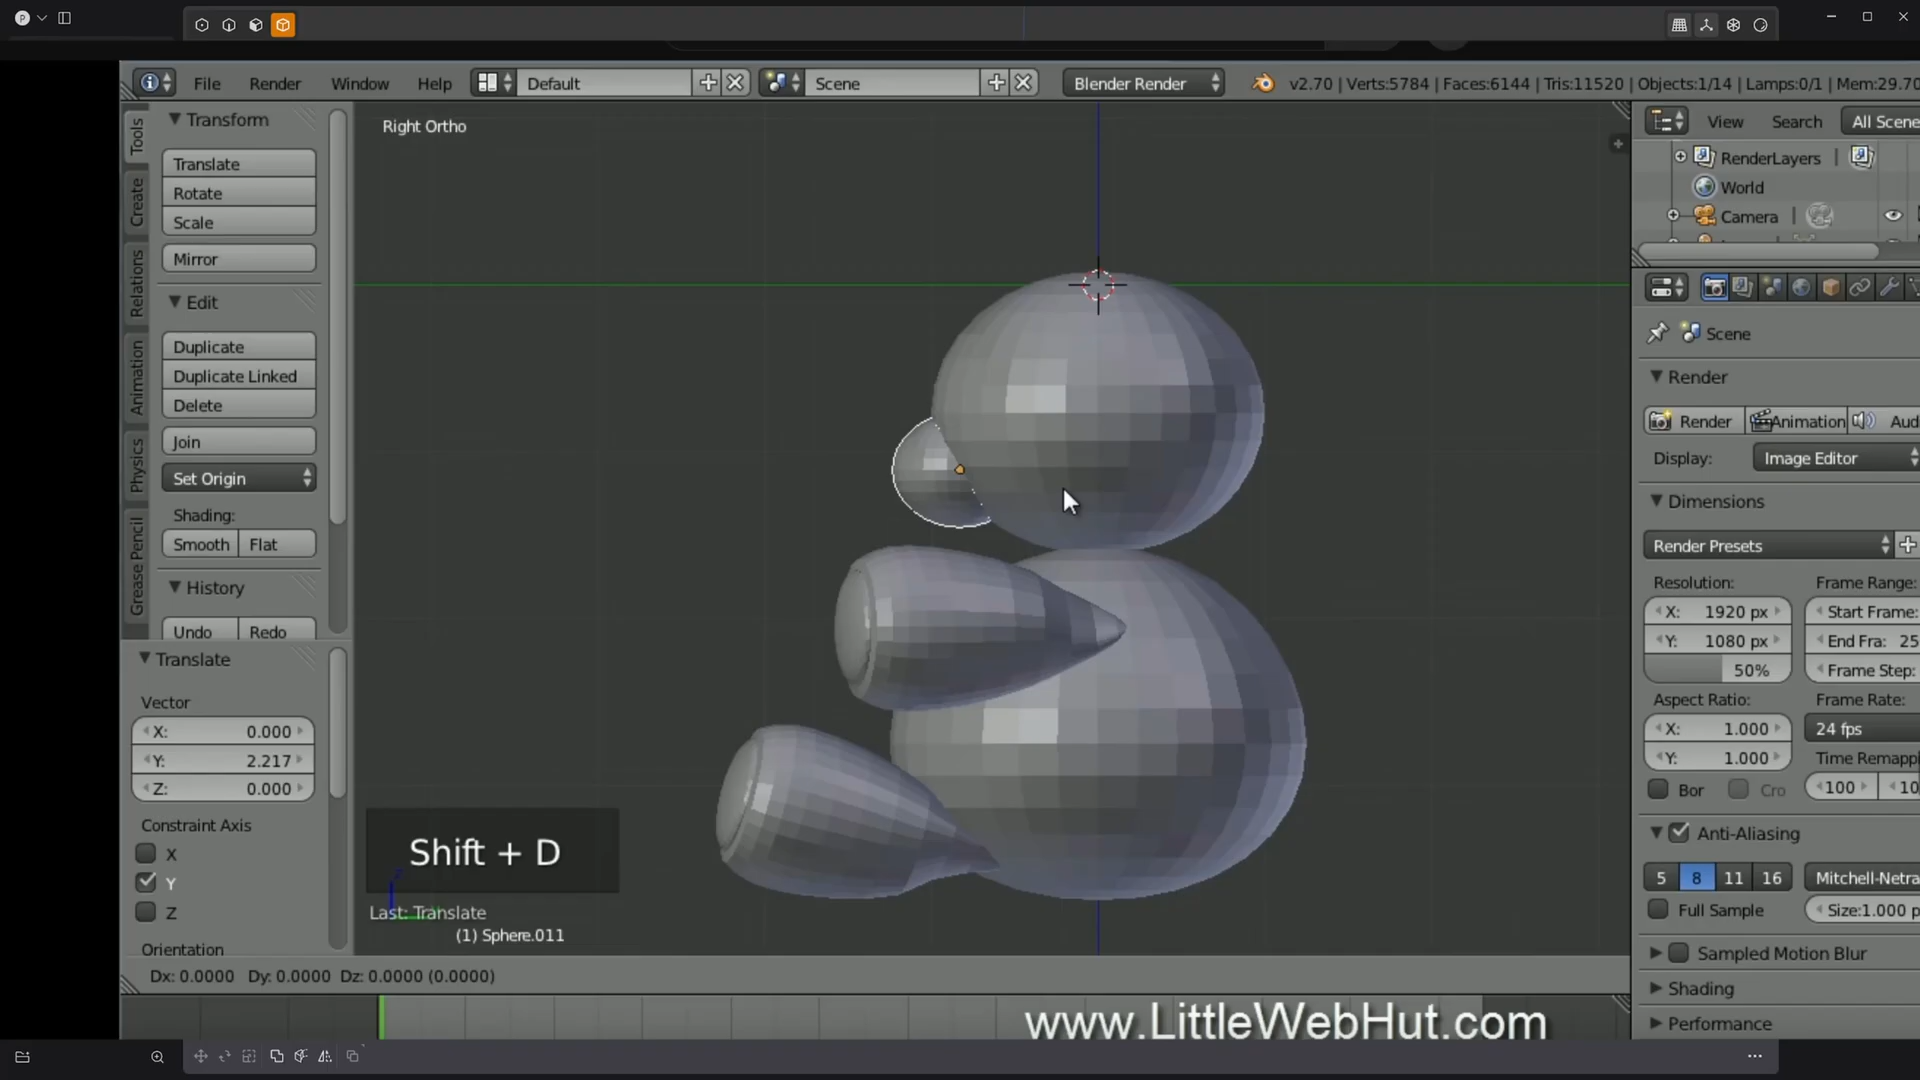 File Render Window Help Default Scene Blender Render v2.70 | Verts:5784 | Faces:6144 | Tris:11520 | Objects:1/14 | Lamps:0/1 | Mem:29.70
Tools
Create
Relations
Animation
Physics
Grease Pencil
Transform
Translate
Rotate
Scale
Mirror
Edit
Duplicate
Duplicate Linked
Delete
Join
Set Origin
Shading:
Smooth Flat
History
Undo Redo
Translate
Vector
X: 0.000
Y: 2.217
Z: 0.000
Constraint Axis
X
Y
Z
Orientation
Right Ortho
Shift + D
Last: Translate
(1) Sphere.011
Dx: 0.0000 Dy: 0.0000 Dz: 0.0000 (0.0000)
www.LittleWebHut.com
View Search All Scene
RenderLayers
World
Camera
Scene
Render
Render Animation Aud
Display: Image Editor
Dimensions
Render Presets
Resolution: Frame Range:
X: 1920 px Start Frame:
Y: 1080 px End Fra: 25
50% Frame Step:
Aspect Ratio: Frame Rate:
X: 1.000 24 fps
Y: 1.000 Time Remapp
Bor Cro 100 10
Anti-Aliasing
5 8 11 16 Mitchell-Netra
Full Sample Size:1.000 p
Sampled Motion Blur
Shading
Performance